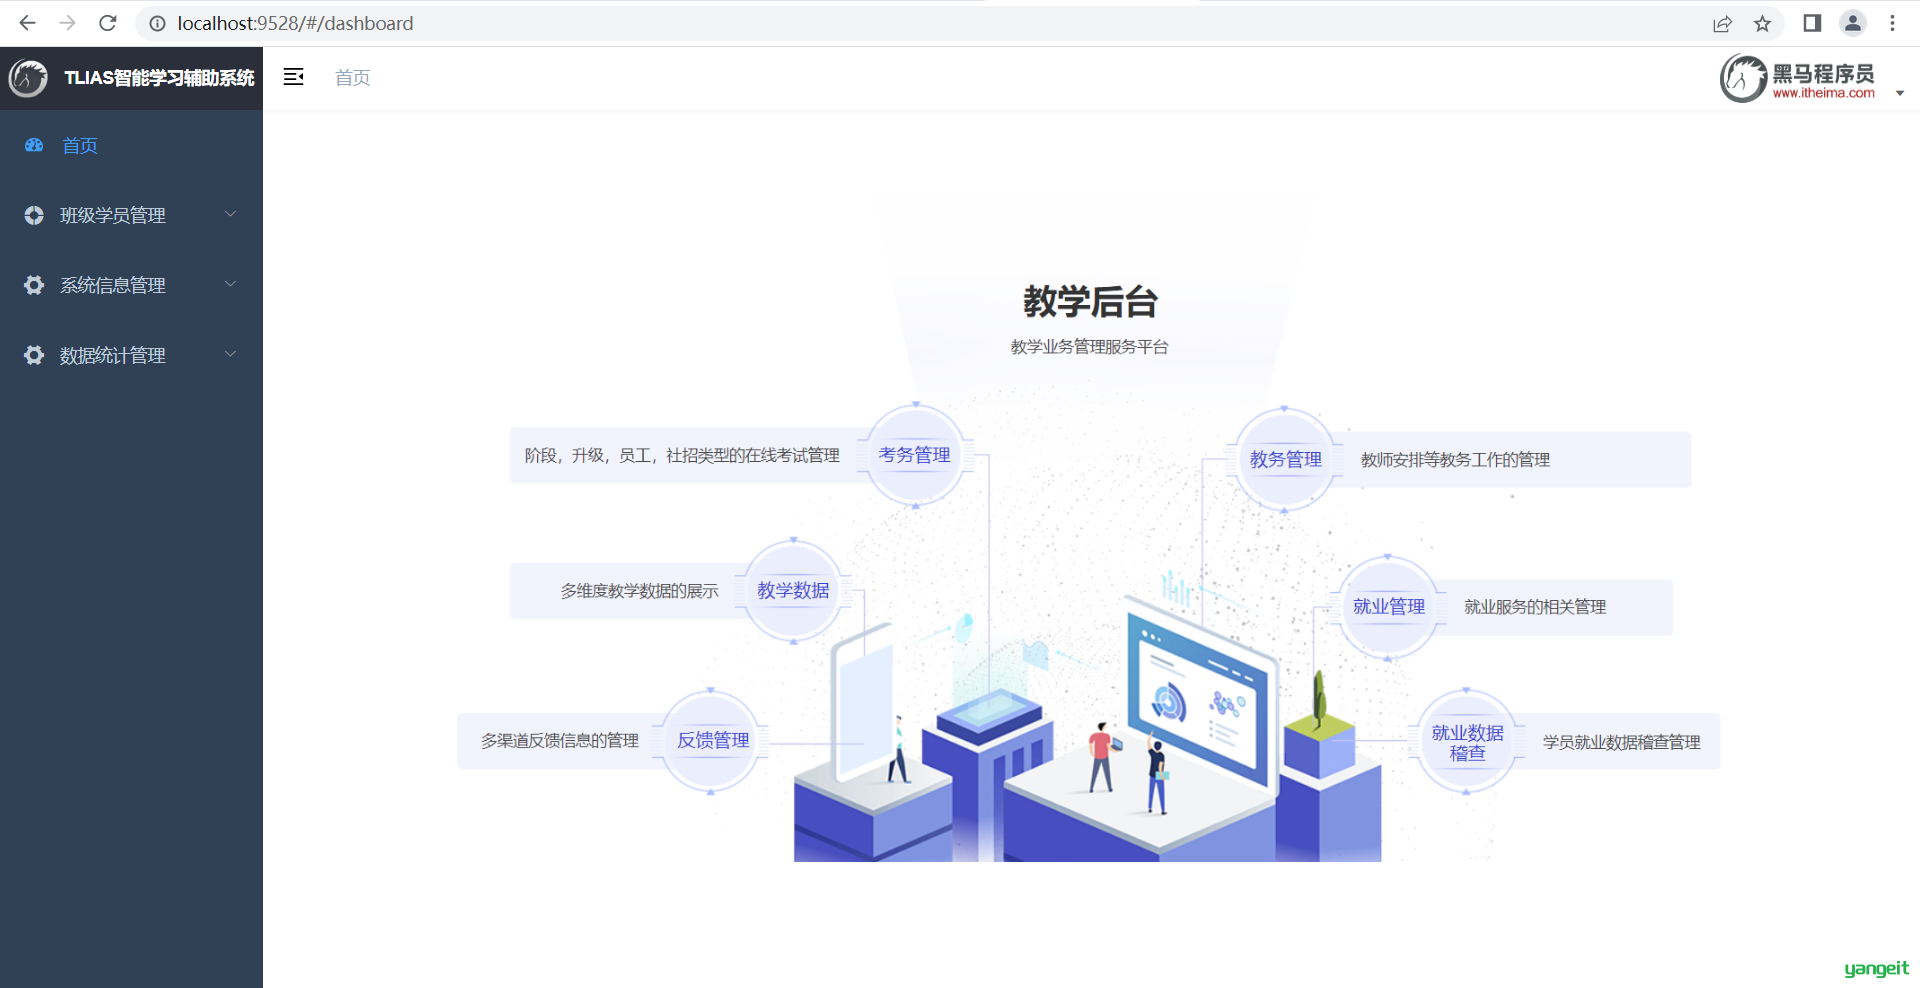 localhost:9528/#/dashboard
TLIAS智能学习辅助系统
首页
黑马程序员
www.itheima.com
首页
班级学员管理
系统信息管理
数据统计管理
教学后台
教学业务管理服务平台
阶段，升级，员工，社招类型的在线考试管理
考务管理
教务管理
教师安排等教务工作的管理
多维度教学数据的展示
教学数据
就业管理
就业服务的相关管理
多渠道反馈信息的管理
反馈管理
就业数据
稽查
学员就业数据稽查管理
yangeit